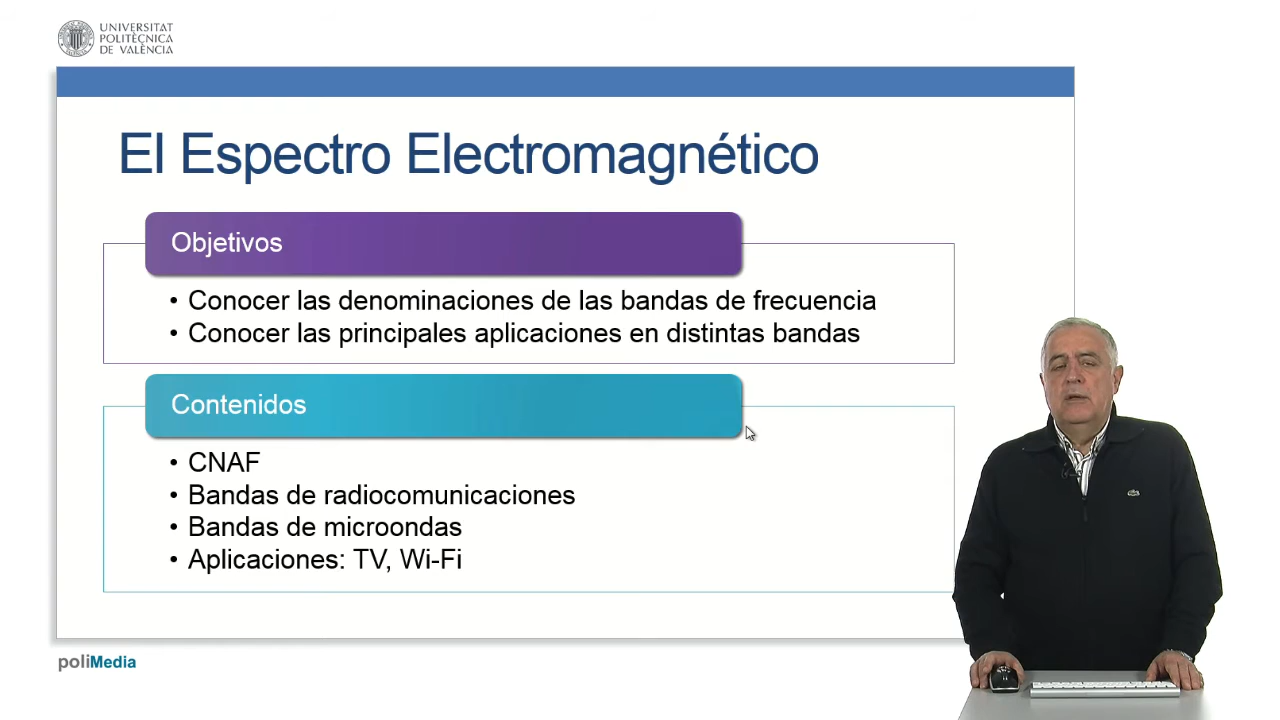 UNIVERSITAT
POLITÈCNICA
DE VALÈNCIA
El Espectro Electromagnético
Objetivos
• Conocer las denominaciones de las bandas de frecuencia
• Conocer las principales aplicaciones en distintas bandas
Contenidos
• CNAF
• Bandas de radiocomunicaciones
• Bandas de microondas
• Aplicaciones: TV, Wi-Fi
poliMedia